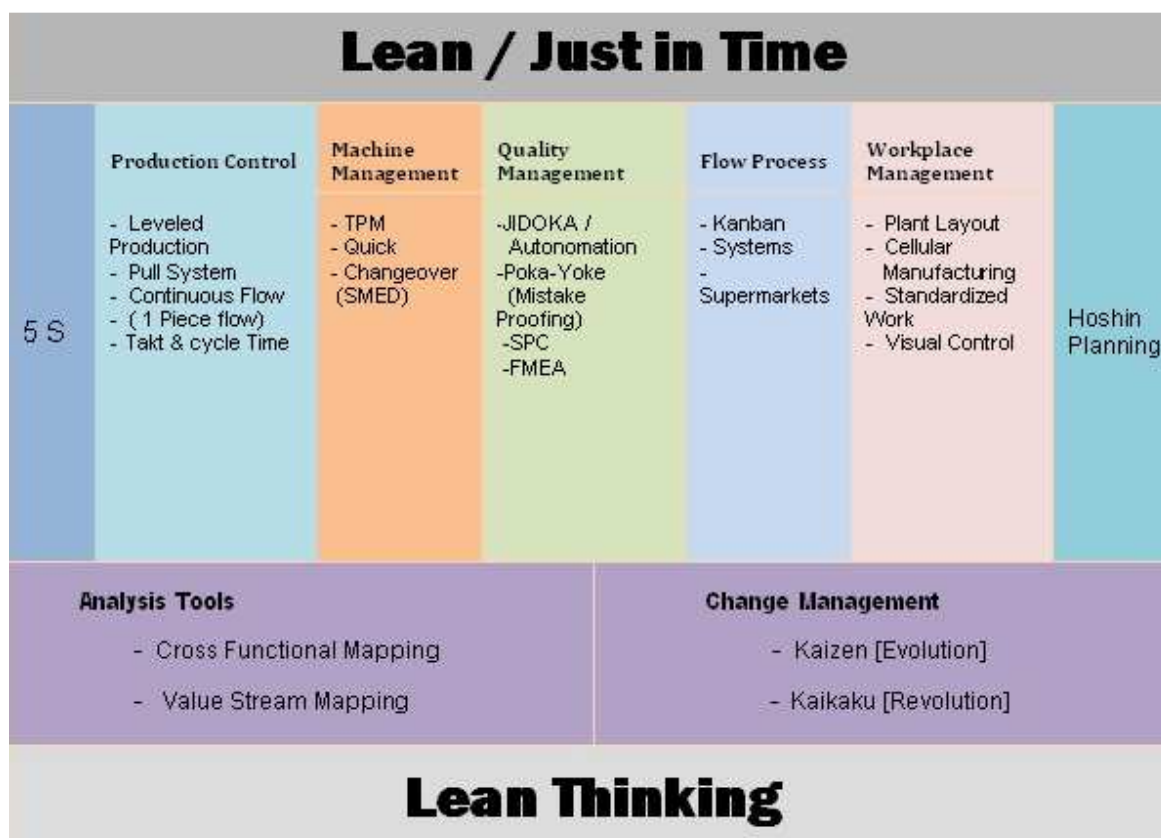 Lean / Just in Time
5 S
Production Control
- Leveled
Production
- Pull System
- Continuous Flow
- ( 1 Piece flow)
- Takt & cycle Time
Machine
Management
- TPM
- Quick
- Changeover
(SMED)
Quality
Management
-JIDOKA /
Autonomation
-Poka-Yoke
(Mistake
Proofing)
-SPC
-FMEA
Flow Process
- Kanban
- Systems
-
Supermarkets
Workplace
Management
- Plant Layout
- Cellular
Manufacturing
- Standardized
Work
- Visual Control
Hoshin
Planning
Analysis Tools
- Cross Functional Mapping
- Value Stream Mapping
Change Management
- Kaizen [Evolution]
- Kaikaku [Revolution]
Lean Thinking